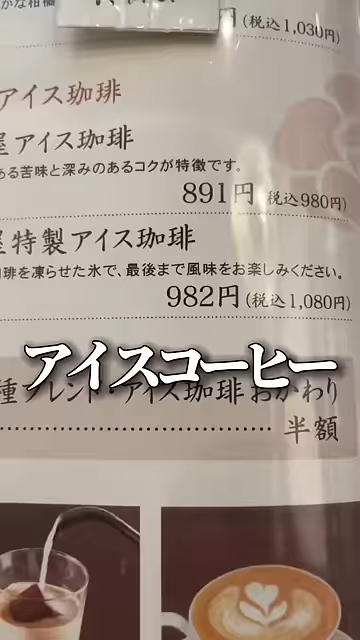 (税込1,030円)
アイス珈琲
アイス珈琲
ある苦味と深みのあるコクが特徴です。
891円 (税込980円)
特製アイス珈琲
琲を凍らせた氷で、最後まで風味をお楽しみください。
982円 (税込1,080円)
アイスコーヒー
種ブレンド・アイス珈琲 おかわり
半額